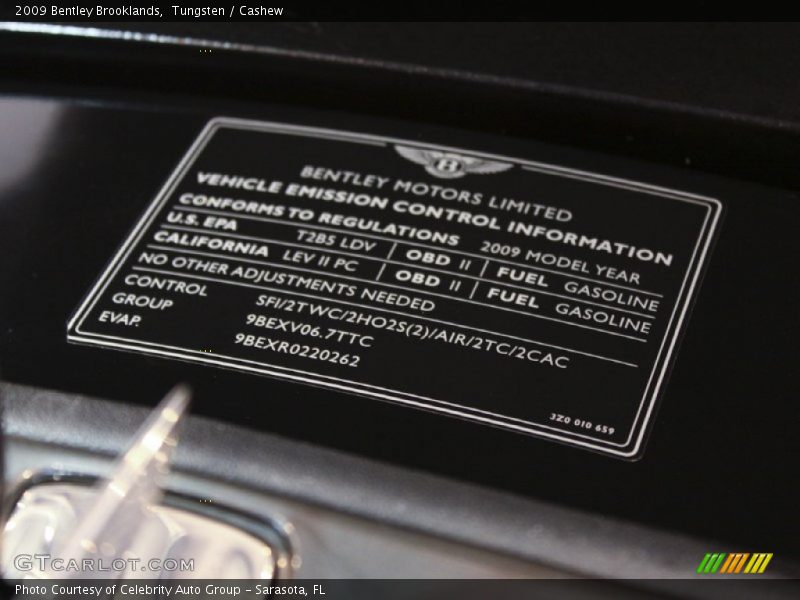 2009 Bentley Brooklands, Tungsten / Cashew
B
BENTLEY MOTORS LIMITED
VEHICLE EMISSION CONTROL INFORMATION
CONFORMS TO REGULATIONS 2009 MODEL YEAR
U.S. EPA T2B5 LDV OBD II FUEL GASOLINE
CALIFORNIA LEV II PC OBD II FUEL GASOLINE
NO OTHER ADJUSTMENTS NEEDED
CONTROL SFI/2TWC/2HO2S(2)/AIR/2TC/2CAC
GROUP 9BEXV06.7TTC
EVAP. 9BEXR0220262
3Z0 010 659
GTCARLOT.COM
Photo Courtesy of Celebrity Auto Group - Sarasota, FL